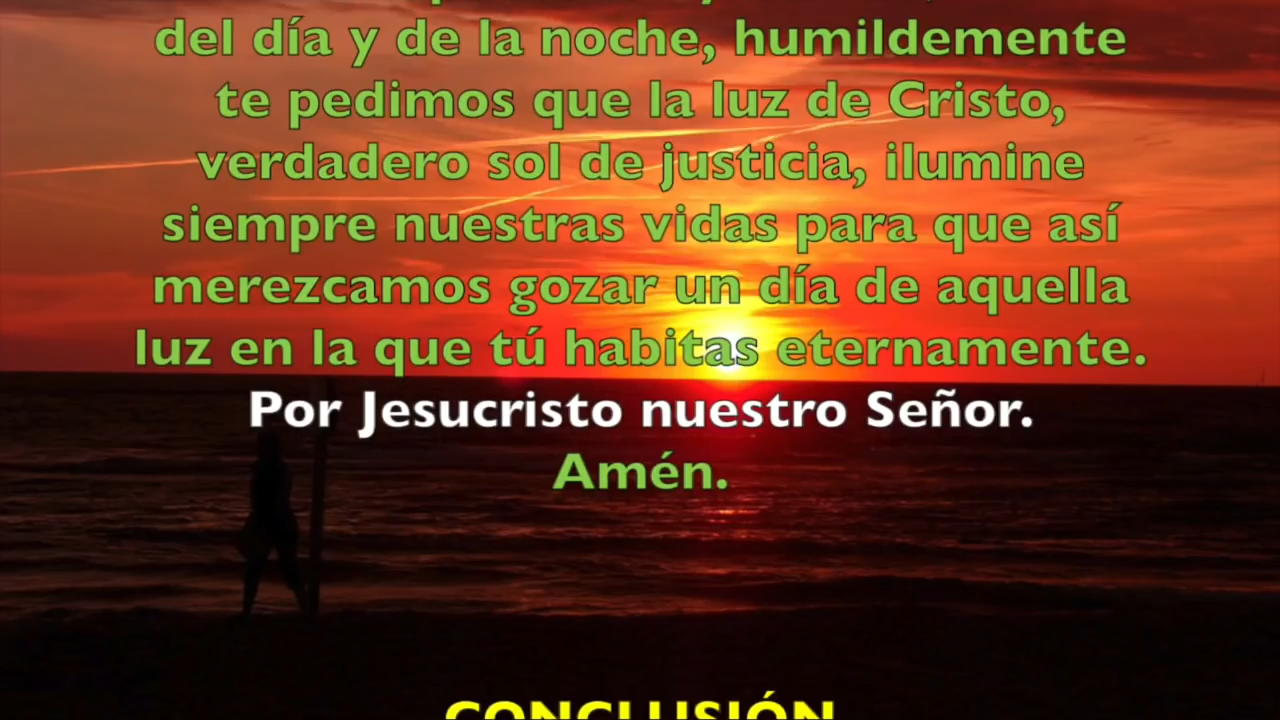 del día y de la noche, humildemente
te pedimos que la luz de Cristo,
verdadero sol de justicia, ilumine
siempre nuestras vidas para que así
merezcamos gozar un día de aquella
luz en la que tú habitas eternamente.
Por Jesucristo nuestro Señor.
Amén.
CONCLUSIÓN